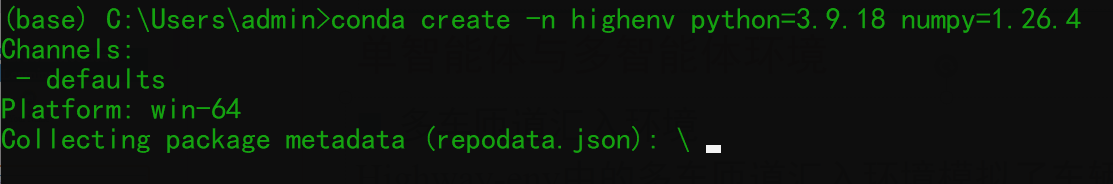 (base) C:\Users\admin>conda create -n highenv python=3.9.18 numpy=1.26.4
Channels:
 - defaults
Platform: win-64
Collecting package metadata (repodata.json): \